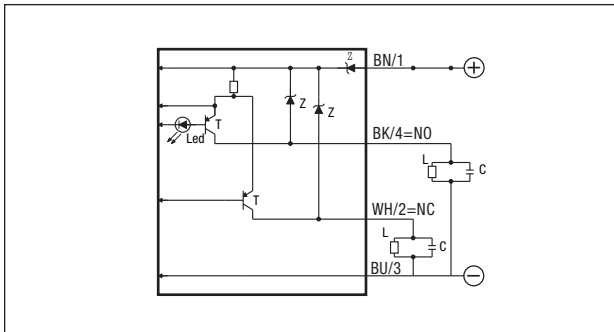 Z
BN/1
+
Z
Z
T
Led
BK/4=NO
L
C
T
WH/2=NC
L
C
BU/3
−